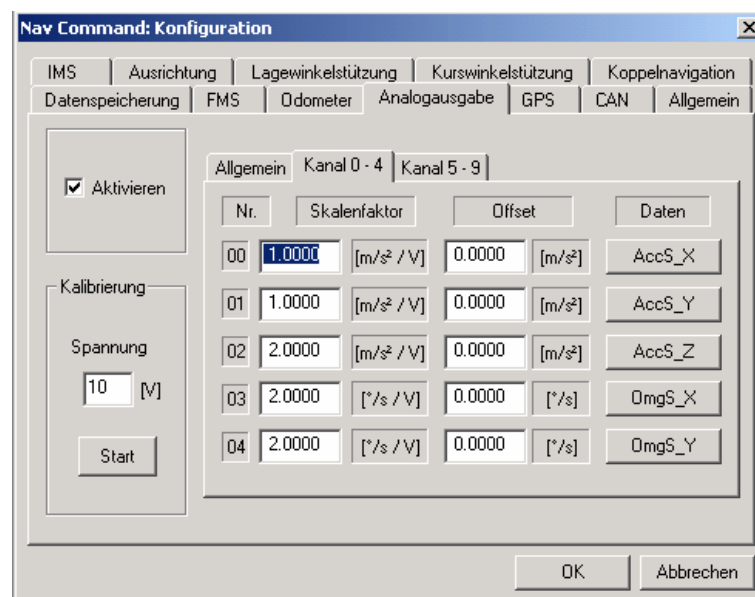 Nav Command: Konfiguration
IMS Ausrichtung Lagewinkelstützung Kurswinkelstützung Koppelnavigation
Datenspeicherung FMS Odometer Analogausgabe GPS CAN Allgemein
Aktivieren
Kalibrierung
Spannung
10 [V]
Start
Allgemein Kanal 0 - 4 Kanal 5 - 9
Nr. Skalenfaktor Offset Daten
00 1.0000 [m/s² / V] 0.0000 [m/s²] AccS_X
01 1.0000 [m/s² / V] 0.0000 [m/s²] AccS_Y
02 2.0000 [m/s² / V] 0.0000 [m/s²] AccS_Z
03 2.0000 [°/s / V] 0.0000 [°/s] OmgS_X
04 2.0000 [°/s / V] 0.0000 [°/s] OmgS_Y
OK Abbrechen